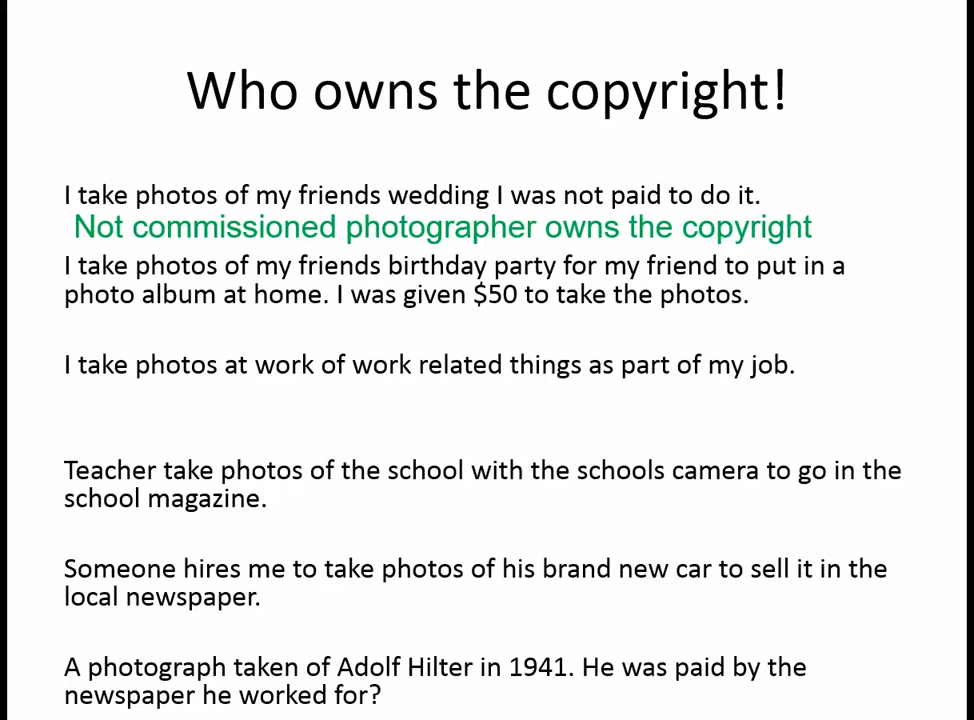 Who owns the copyright!
I take photos of my friends wedding I was not paid to do it.
Not commissioned photographer owns the copyright
I take photos of my friends birthday party for my friend to put in a
photo album at home. I was given $50 to take the photos.
I take photos at work of work related things as part of my job.
Teacher take photos of the school with the schools camera to go in the
school magazine.
Someone hires me to take photos of his brand new car to sell it in the
local newspaper.
A photograph taken of Adolf Hilter in 1941. He was paid by the
newspaper he worked for?